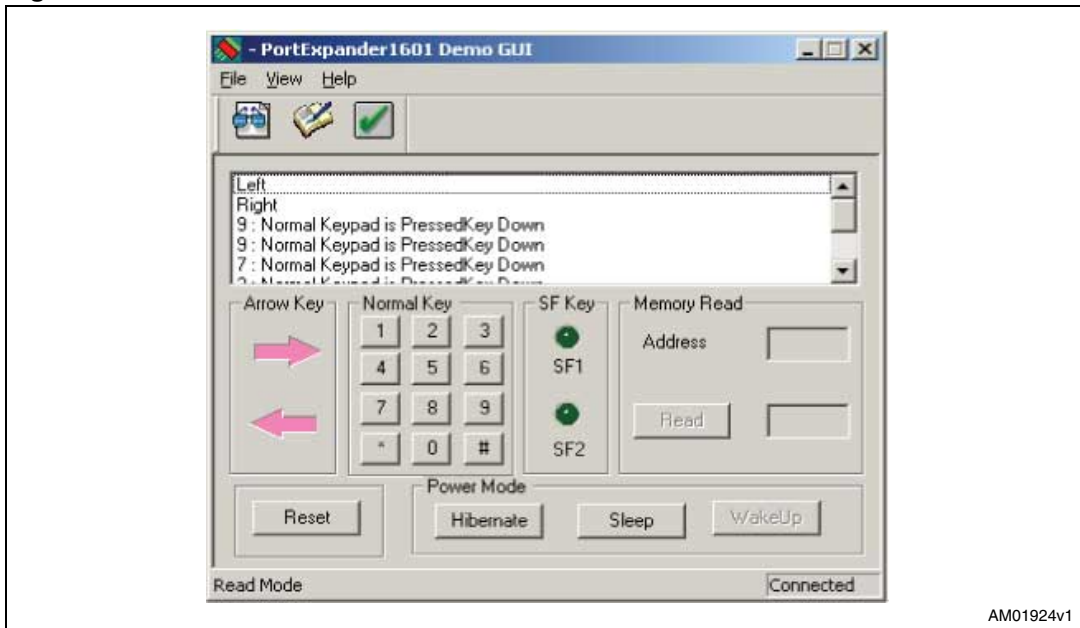 - PortExpander1601 Demo GUI
File View Help
Left
Right
9 : Normal Keypad is PressedKey Down
9 : Normal Keypad is PressedKey Down
7 : Normal Keypad is PressedKey Down
Arrow Key
Normal Key
SF Key
Memory Read
1 2 3
4 5 6
7 8 9
* 0 #
SF1
SF2
Address
Read
Power Mode
Reset
Hibernate
Sleep
WakeUp
Read Mode
Connected
AM01924v1